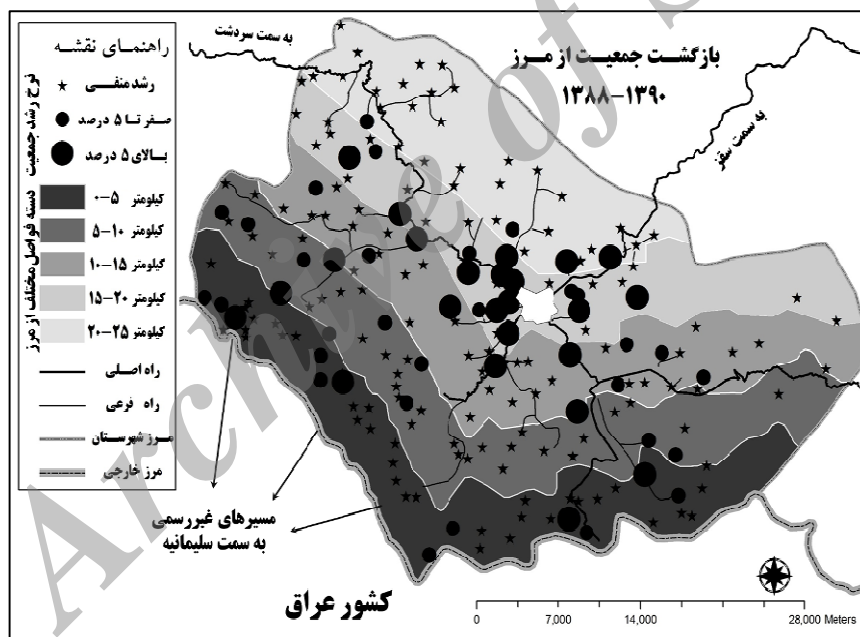 راهنمای نقشه
نرخ رشد جمعیت
رشد منفی
صفر تا ۵ درصد
بالای ۵ درصد
دسته فواصل مختلف از مرز
۰-۵ کیلومتر
۵-۱۰ کیلومتر
۱۰-۱۵ کیلومتر
۱۵-۲۰ کیلومتر
۲۰-۲۵ کیلومتر
راه اصلی
راه فرعی
مرز شهرستان
مرز خارجی
به سمت سردشت
بازگشت جمعیت از مرز
۱۳۸۸-۱۳۹۰
به سمت سقز
مسیرهای غیررسمی
به سمت سلیمانیه
کشور عراق
0 7,000 14,000 28,000 Meters
Archive of S